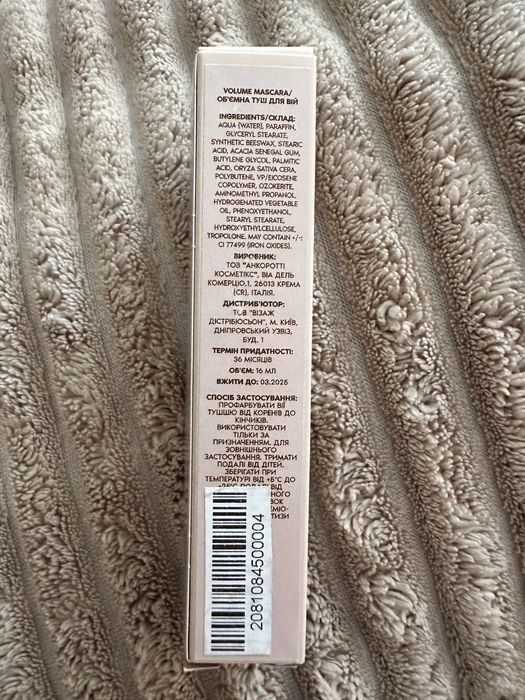 VOLUME MASCARA/
ОБ'ЄМНА ТУШ ДЛЯ ВІЙ
INGREDIENTS/СКЛАД:
AQUA (WATER), PARAFFIN,
GLYCERYL STEARATE,
SYNTHETIC BEESWAX, STEARIC
ACID, ACACIA SENEGAL GUM,
BUTYLENE GLYCOL, PALMITIC
ACID, ORYZA SATIVA CERA,
POLYBUTENE, VP/EICOSENE
COPOLYMER, OZOKERITE,
AMINOMETHYL PROPANOL,
HYDROGENATED VEGETABLE
OIL, PHENOXYETHANOL,
STEARYL STEARATE,
HYDROXYETHYLCELLULOSE,
TROPOLONE. MAY CONTAIN +/-:
CI 77499 (IRON OXIDES).
ВИРОБНИК:
ТОВ "АНКОРОТТІ
КОСМЕТІКС", ВІА ДЕЛЬ
КОМЕРЦІО,1, 26013 КРЕМА
(CR), ІТАЛІЯ.
ДИСТРИБ'ЮТОР:
ТОВ "ВІЗАЖ
ДІСТРІБЮСЬОН", М. КИЇВ,
ДНІПРОВСЬКИЙ УЗВІЗ,
БУД. 1
ТЕРМІН ПРИДАТНОСТІ:
36 МІСЯЦІВ
ОБ'ЄМ: 16 МЛ
ВЖИТИ ДО: 03.2025
СПОСІБ ЗАСТОСУВАННЯ:
ПРОФАРБУВАТИ ВІЇ
ТУШШЮ ВІД КОРЕНІВ ДО
КІНЧИКІВ.
ВИКОРИСТОВУВАТИ
ТІЛЬКИ ЗА
ПРИЗНАЧЕННЯМ. ДЛЯ
ЗОВНІШНЬОГО
ЗАСТОСУВАННЯ. ТРИМАТИ
ПОДАЛІ ВІД ДІТЕЙ.
ЗБЕРІГАТИ ПРИ
ТЕМПЕРАТУРІ ВІД +5°C ДО
+25°C ПОДАЛІ ВІД
2081084500004